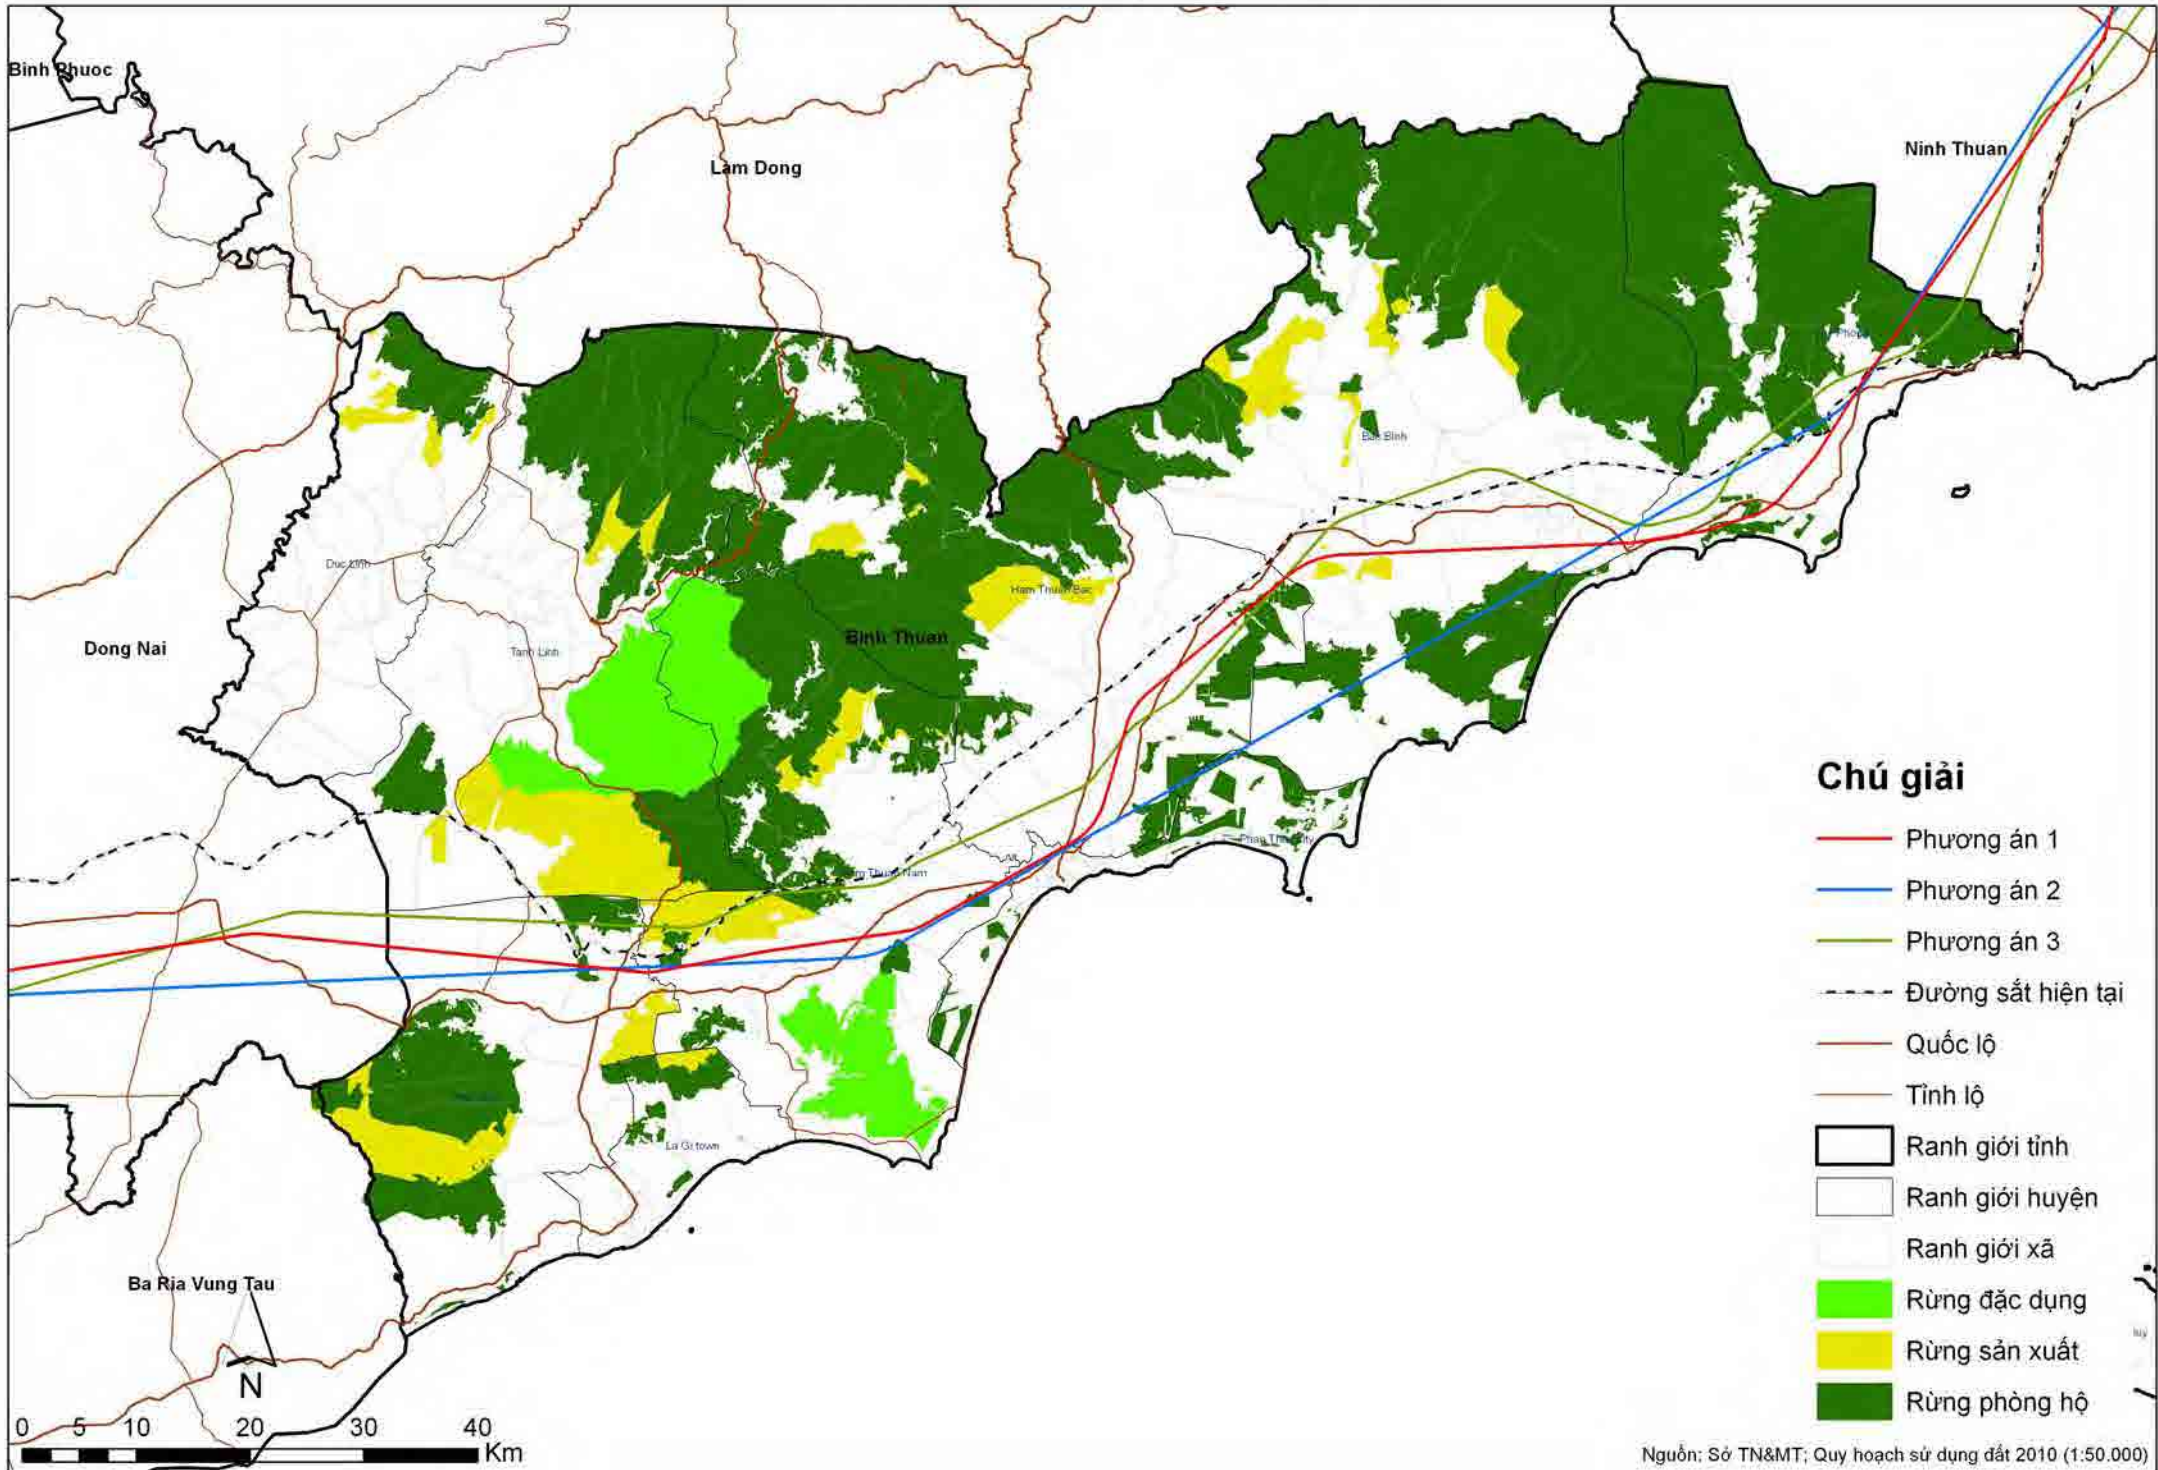 Binh Phuoc
Lam Dong
Ninh Thuan
Bac Binh
Duc Linh
Ham Thuan Bac
Binh Thuan
Dong Nai
Tanh Linh
Phan Thiet City
Thuan Nam
La Gi town
Ba Ria Vung Tau
N
0 5 10 20 30 40
Km
Chú giải
Phương án 1
Phương án 2
Phương án 3
Đường sắt hiện tại
Quốc lộ
Tỉnh lộ
Ranh giới tỉnh
Ranh giới huyện
Ranh giới xã
Rừng đặc dụng
Rừng sản xuất
Rừng phòng hộ
Nguồn; Sở TN&MT; Quy hoạch sử dụng đất 2010 (1:50.000)